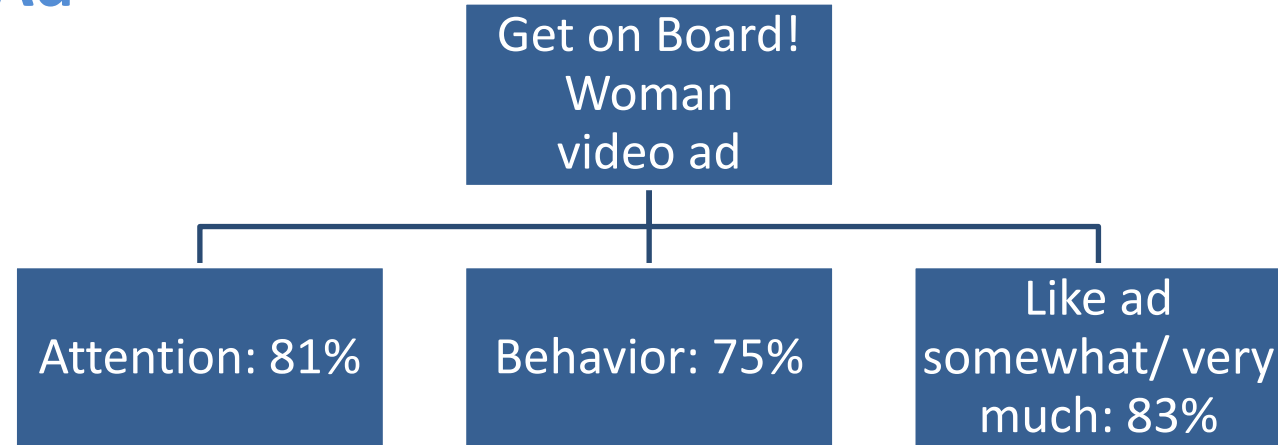 Get on Board!
Woman
video ad
Attention: 81%
Behavior: 75%
Like ad
somewhat/ very
much: 83%